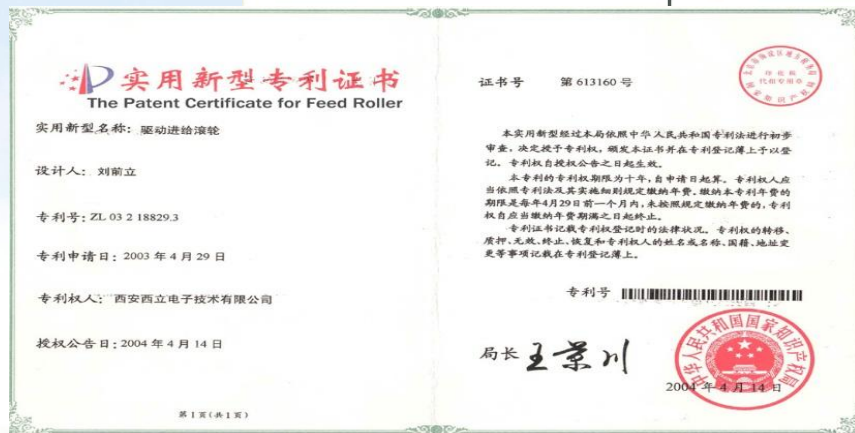 实用新型专利证书
The Patent Certificate for Feed Roller
实用新型名称：驱动进给滚轮
设计人：刘前立
专利号：ZL 03 2 18829.3
专利申请日：2003 年 4 月 29 日
专利权人：西安西立电子技术有限公司
授权公告日：2004 年 4 月 14 日
第 1 页(共 1 页)
证书号 第 613160 号
本实用新型经过本局依照中华人民共和国专利法进行初步
审查，决定授予专利权，颁发本证书并在专利登记簿上予以登
记。专利权自授权公告之日起生效。
本专利的专利权期限为十年，自申请日起算。专利权人应
当依照专利法及其实施细则规定缴纳年费。缴纳本专利年费的
期限是每年4月29日前一个月内，未按照规定缴纳年费的，专利
权自应当缴纳年费期满之日起终止。
专利证书记载专利权登记时的法律状况。专利权的转移、
质押、无效、终止、恢复和专利权人的姓名或名称、国籍、地址变
更等事项记载在专利登记簿上。
专利号
局长 王景川
中华人民共和国国家知识产权局
2004 年 4 月 14 日